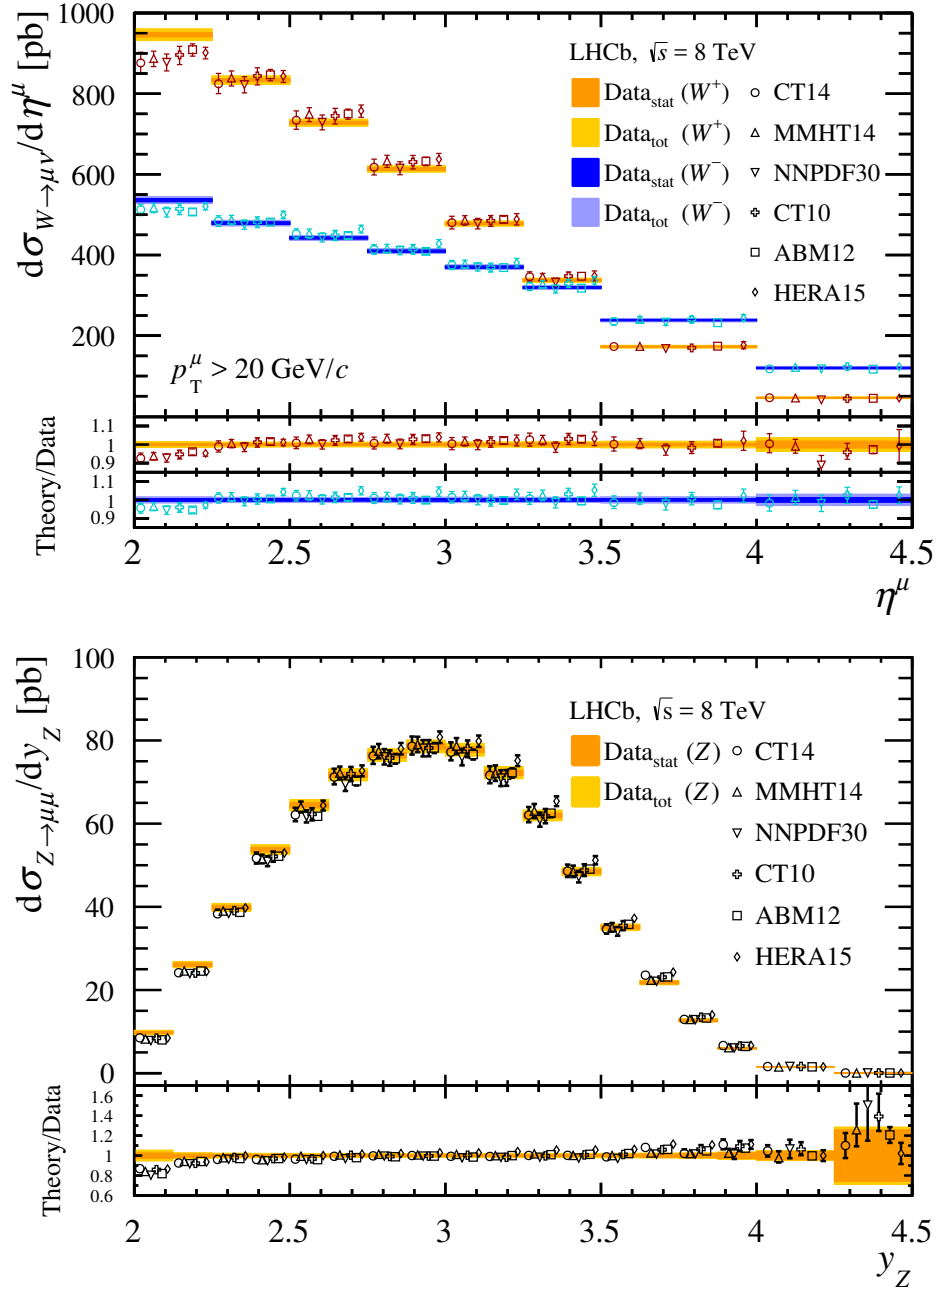 dσ_{W→μν}/dη^μ [pb]
1000
800
600
400
200
LHCb, √s = 8 TeV
Data_stat (W⁺)
Data_tot (W⁺)
Data_stat (W⁻)
Data_tot (W⁻)
CT14
MMHT14
NNPDF30
CT10
ABM12
HERA15
p_T^μ > 20 GeV/c
Theory/Data
1.1
1
0.9
1.1
1
0.9
2 2.5 3 3.5 4 4.5
η^μ
dσ_{Z→μμ}/dy_Z [pb]
100
80
60
40
20
0
LHCb, √s = 8 TeV
Data_stat (Z)
Data_tot (Z)
CT14
MMHT14
NNPDF30
CT10
ABM12
HERA15
Theory/Data
1.6
1.4
1.2
1
0.8
0.6
2 2.5 3 3.5 4 4.5
y_Z